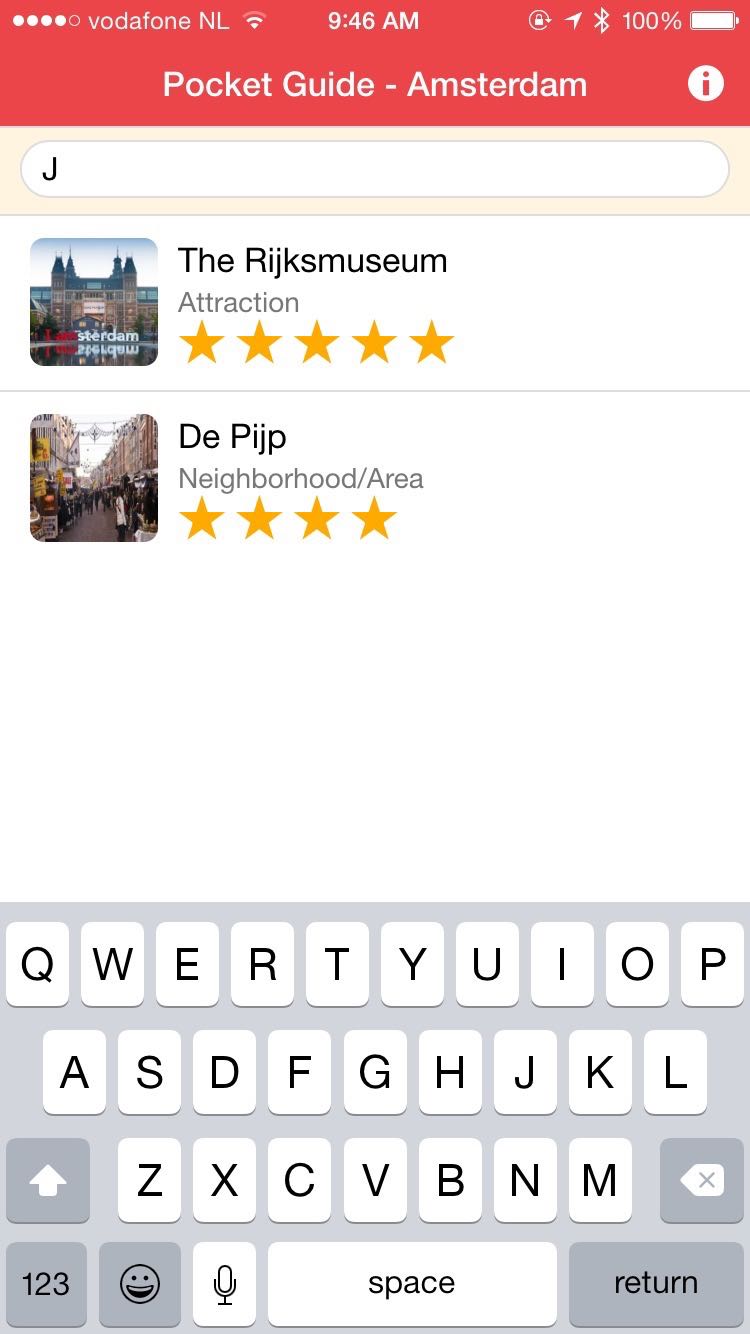 vodafone NL 9:46 AM 100%
Pocket Guide - Amsterdam
J
The Rijksmuseum
Attraction
I amsterdam
De Pijp
Neighborhood/Area
Q W E R T Y U I O P
A S D F G H J K L
Z X C V B N M
123 space return